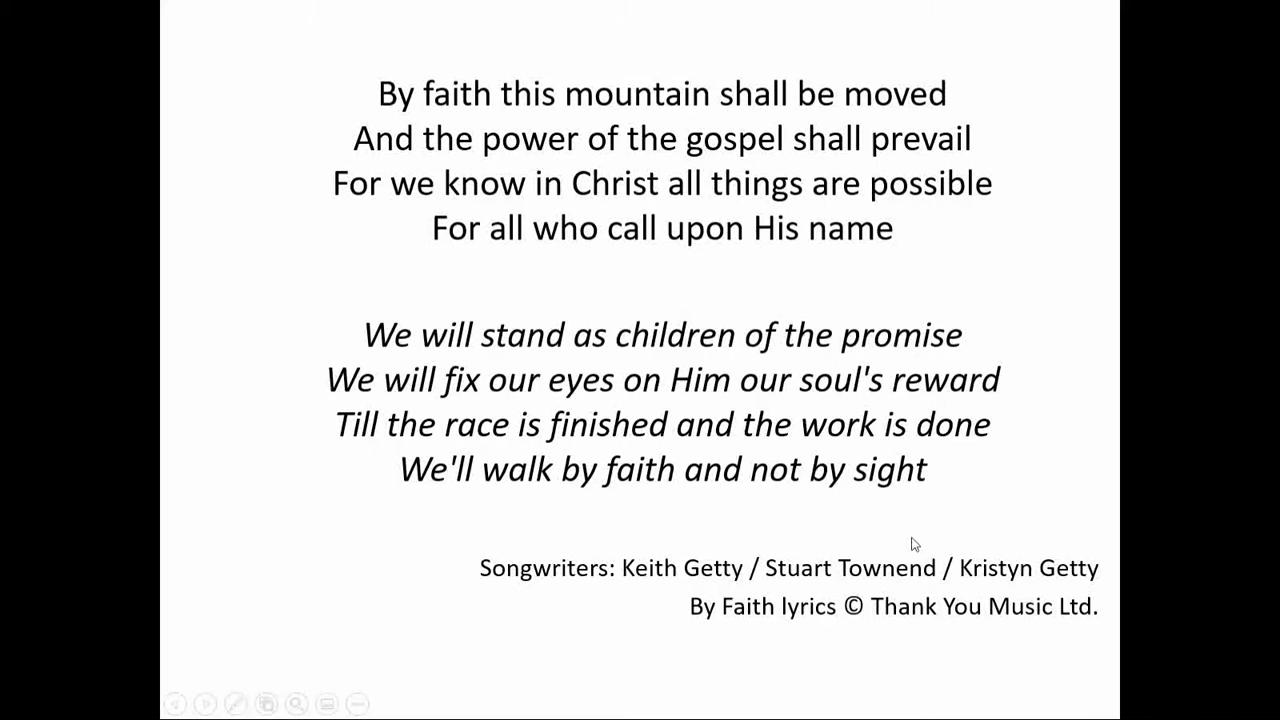 By faith this mountain shall be moved
And the power of the gospel shall prevail
For we know in Christ all things are possible
For all who call upon His name
We will stand as children of the promise
We will fix our eyes on Him our soul's reward
Till the race is finished and the work is done
We'll walk by faith and not by sight
Songwriters: Keith Getty / Stuart Townend / Kristyn Getty
By Faith lyrics © Thank You Music Ltd.